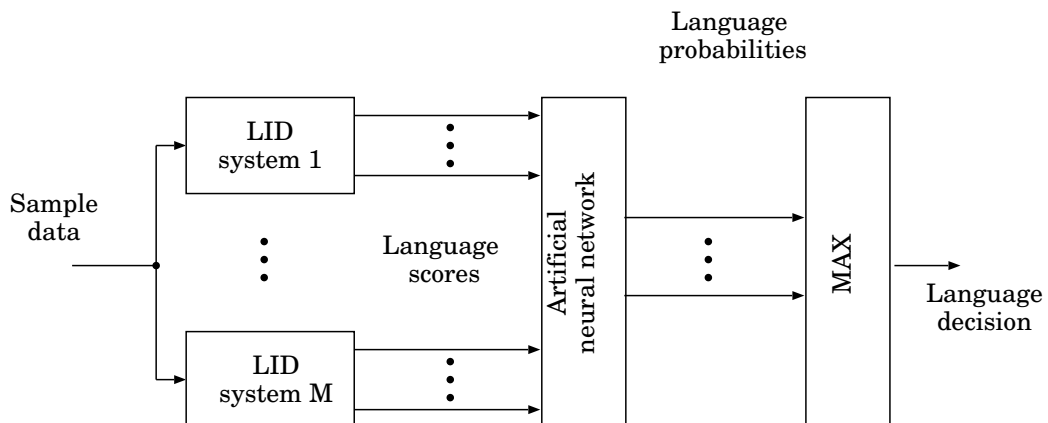 Language
probabilities
LID
system 1
Sample
data
Language
scores
Artificial
neural network
MAX
Language
decision
LID
system M